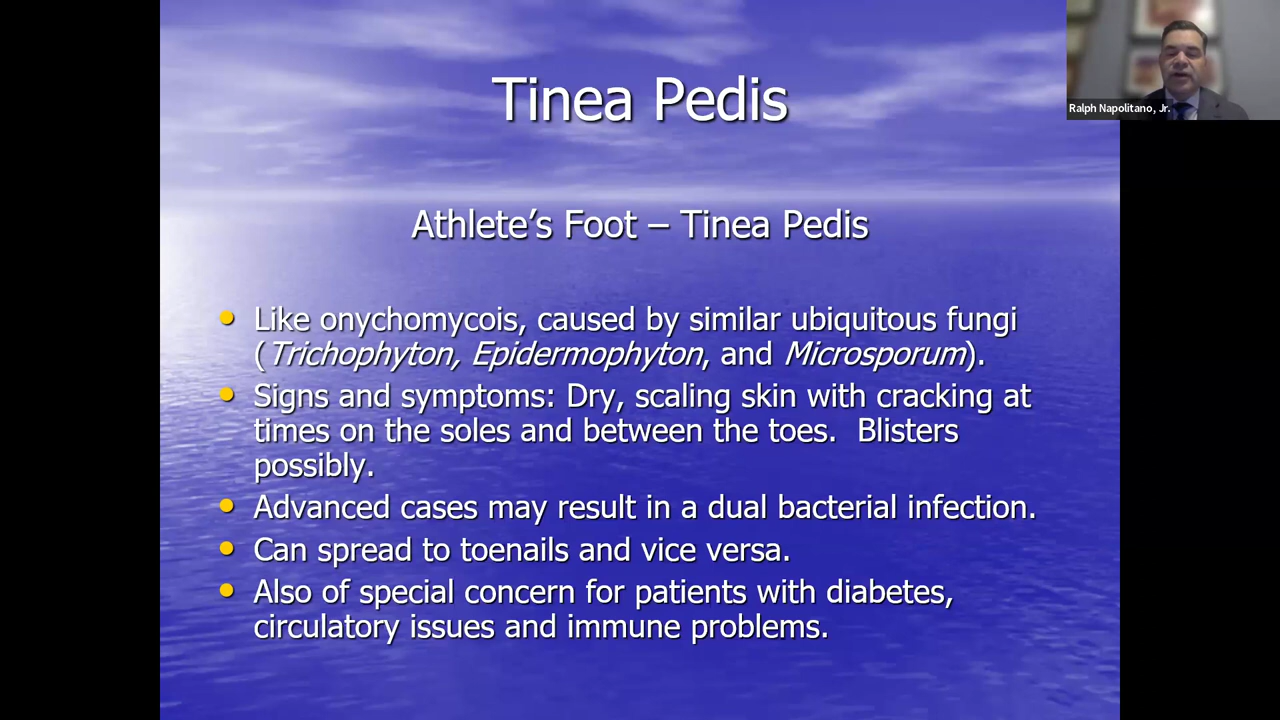 Tinea Pedis
Ralph Napolitano, Jr.
Athlete's Foot – Tinea Pedis
• Like onychomycois, caused by similar ubiquitous fungi
(Trichophyton, Epidermophyton, and Microsporum).
• Signs and symptoms: Dry, scaling skin with cracking at
times on the soles and between the toes.  Blisters
possibly.
• Advanced cases may result in a dual bacterial infection.
• Can spread to toenails and vice versa.
• Also of special concern for patients with diabetes,
circulatory issues and immune problems.